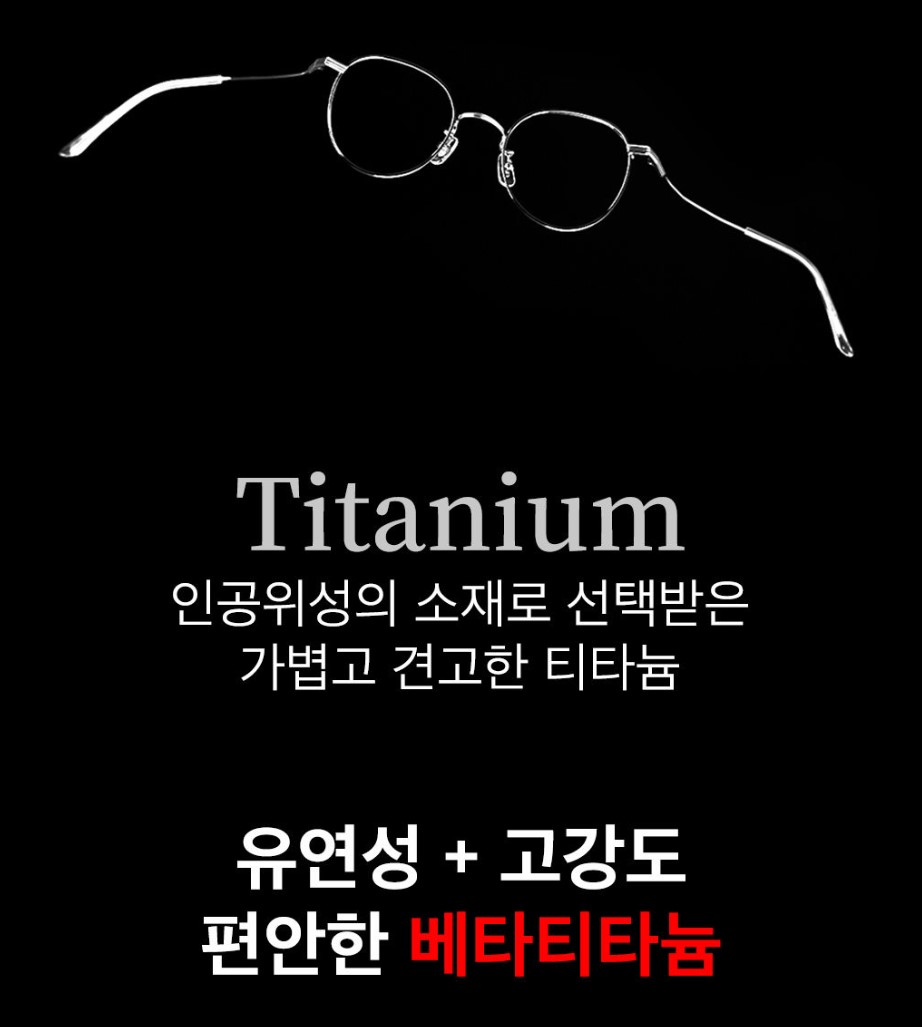 Titanium
인공위성의 소재로 선택받은
가볍고 견고한 티타늄
유연성 + 고강도
편안한 베타티타늄